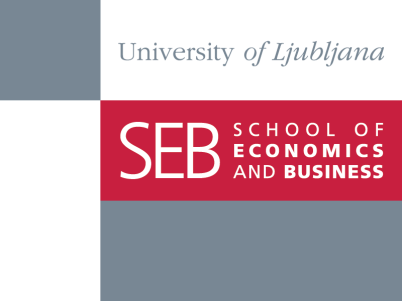 University of Ljubljana
SEB
SCHOOL OF
ECONOMICS
AND BUSINESS